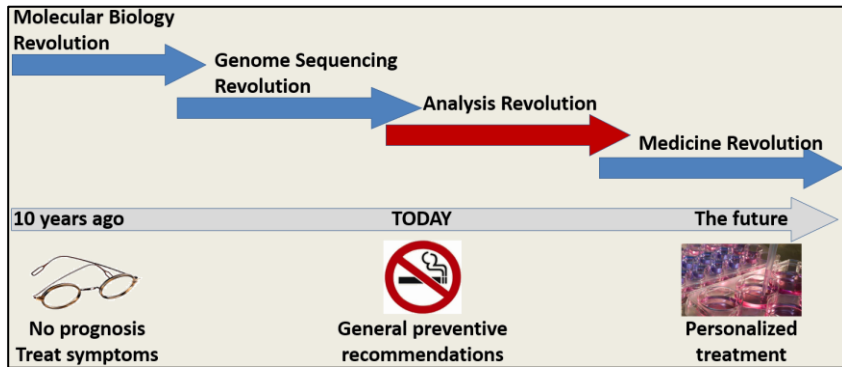 Molecular Biology
Revolution
Genome Sequencing
Revolution
Analysis Revolution
Medicine Revolution
10 years ago
TODAY
The future
No prognosis
Treat symptoms
General preventive
recommendations
Personalized
treatment